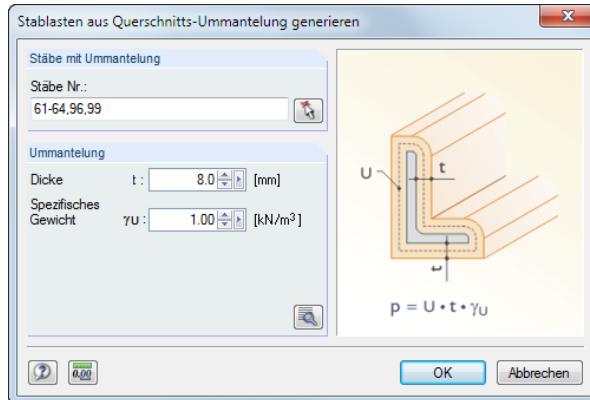 Stablasten aus Querschnitts-Ummantelung generieren
x
Stäbe mit Ummantelung
Stäbe Nr.:
61-64,96,99
Ummantelung
Dicke t : 8.0 [mm]
Spezifisches
Gewicht γU : 1.00 [kN/m³]
U
t
t
p = U · t · γU
?
0.00
OK
Abbrechen